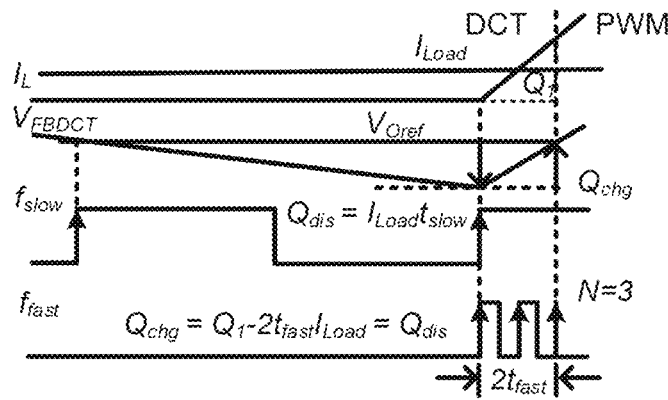 DCT PWM
I_Load
I_L
Q_1
V_FBDCT
V_Oref
Q_chg
f_slow
Q_dis = I_Load t_slow
N=3
f_fast
Q_chg = Q_1-2t_fast I_Load = Q_dis
2t_fast